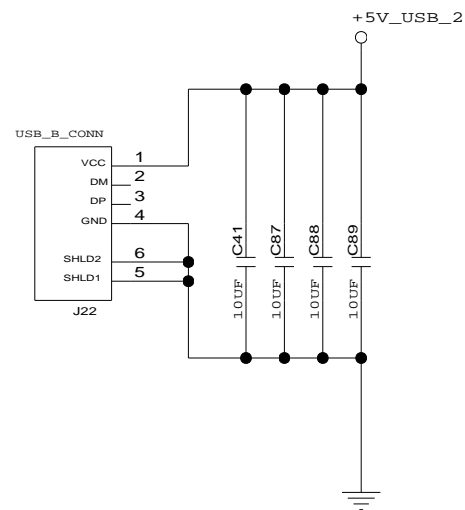 +5V_USB_2
USB_B_CONN
VCC 1
DM 2
DP 3
GND 4
SHLD2 6
SHLD1 5
J22
C41 10UF
C87 10UF
C88 10UF
C89 10UF